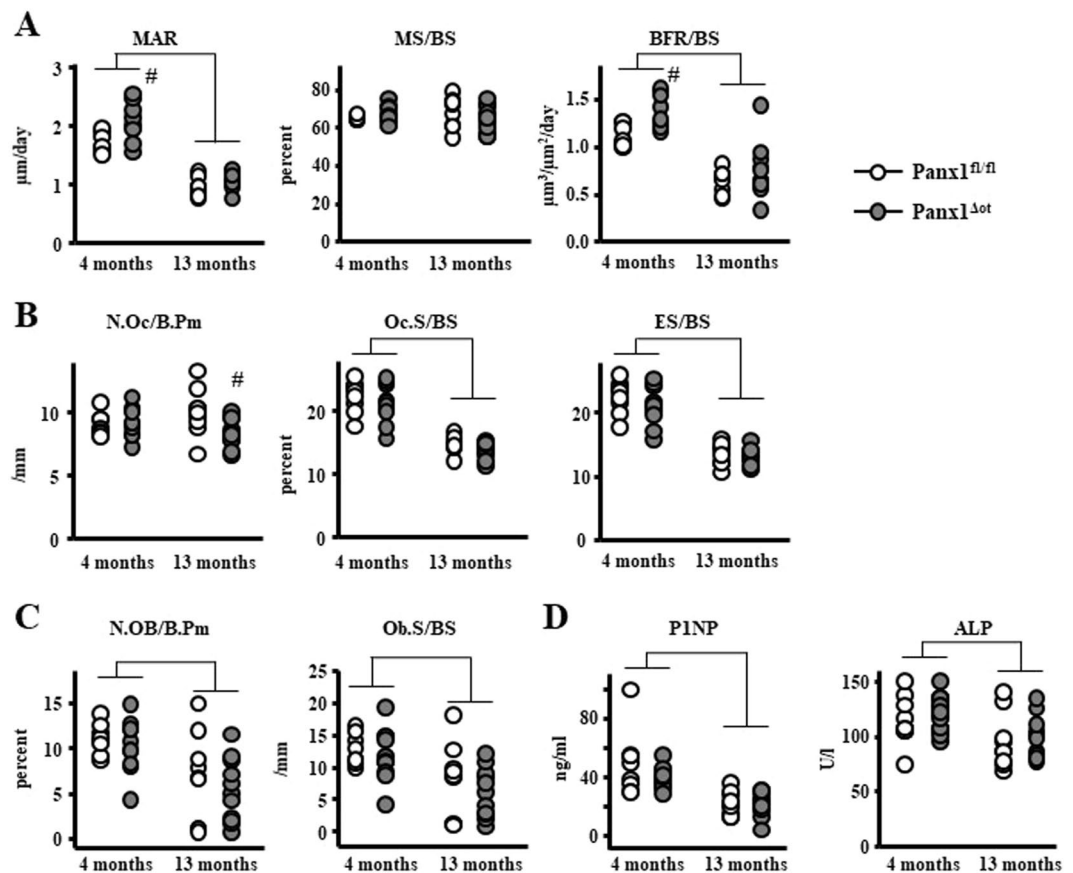 A
MAR
MS/BS
BFR/BS
#
#
3
2
1
0
µm/day
80
60
40
20
0
percent
1.5
1.0
0.5
0.0
µm³/µm²/day
4 months 13 months
4 months 13 months
4 months 13 months
Panx1fl/fl
Panx1Δot
B
N.Oc/B.Pm
Oc.S/BS
ES/BS
#
10
5
0
/mm
20
10
0
percent
30
20
10
0
4 months 13 months
4 months 13 months
4 months 13 months
C
N.OB/B.Pm
Ob.S/BS
15
10
5
0
percent
25
20
15
10
5
0
/mm
4 months 13 months
4 months 13 months
D
P1NP
ALP
80
40
0
ng/ml
150
100
50
0
U/l
4 months 13 months
4 months 13 months